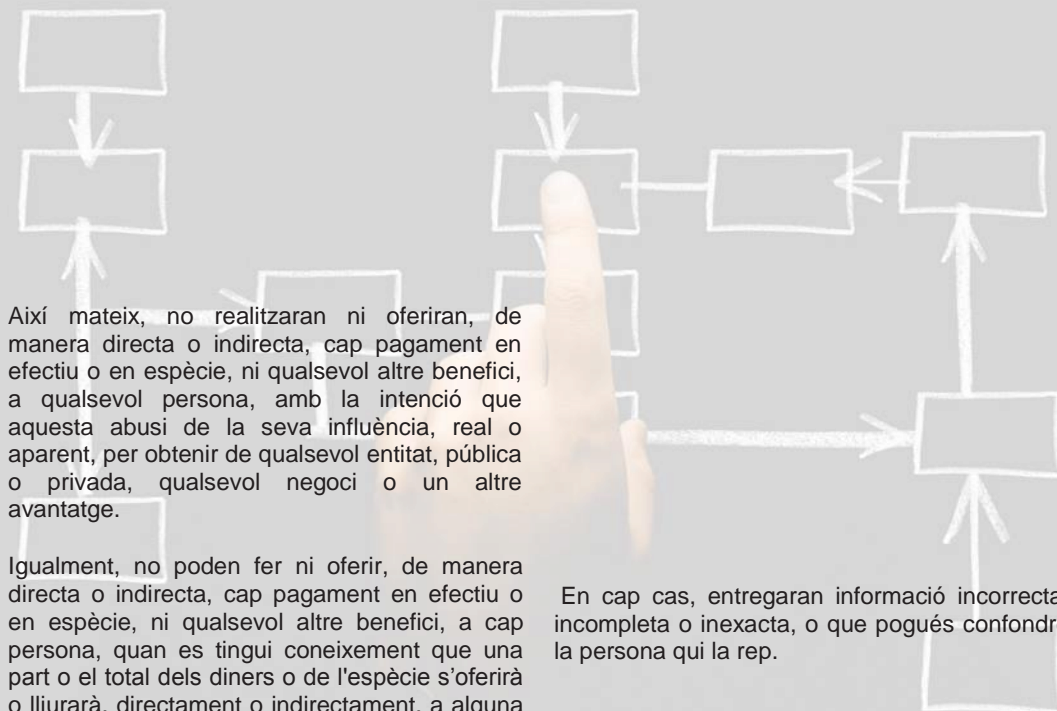 Així mateix, no realitzaran ni oferiran, de
manera directa o indirecta, cap pagament en
efectiu o en espècie, ni qualsevol altre benefici,
a qualsevol persona, amb la intenció que
aquesta abusi de la seva influència, real o
aparent, per obtenir de qualsevol entitat, pública
o privada, qualsevol negoci o un altre
avantatge.
Igualment, no poden fer ni oferir, de manera
directa o indirecta, cap pagament en efectiu o
en espècie, ni qualsevol altre benefici, a cap
persona, quan es tingui coneixement que una
part o el total dels diners o de l'espècie s'oferirà
o lliurarà, directament o indirectament, a alguna
En cap cas, entregaran informació incorrecta
incompleta o inexacta, o que pogués confondr
la persona qui la rep.